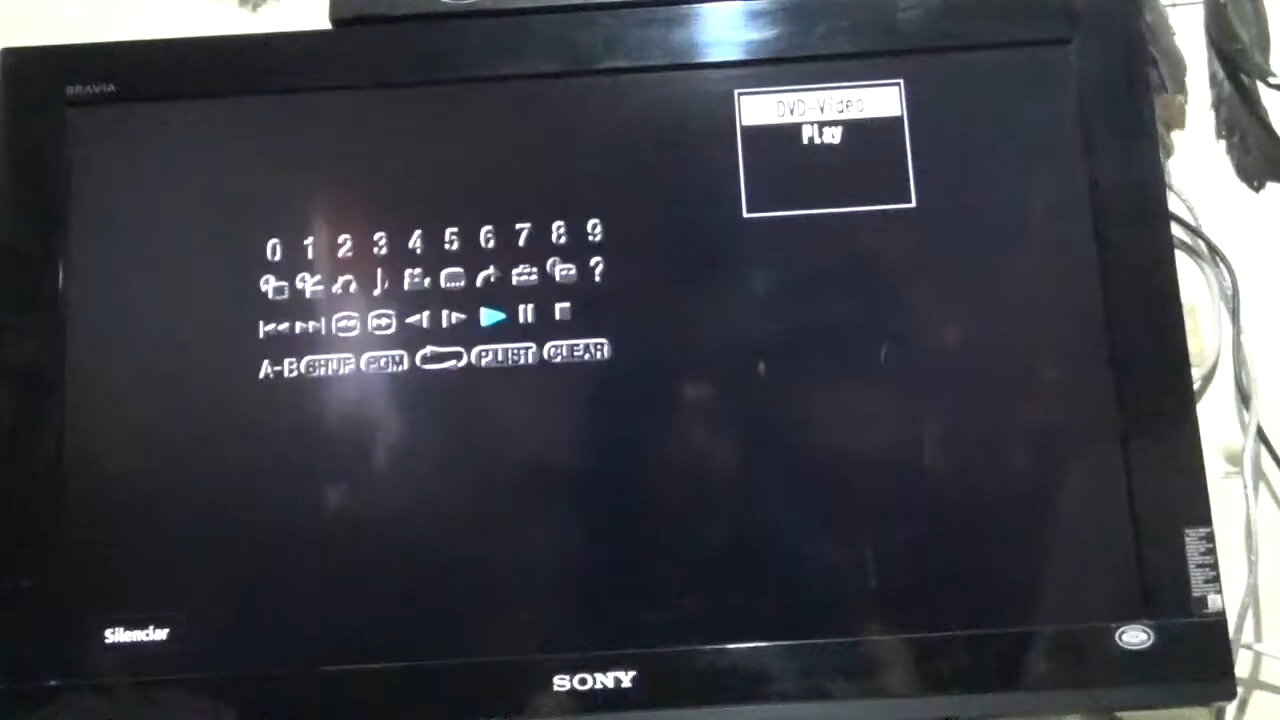 BRAVIA
DVD-Video
Play
0 1 2 3 4 5 6 7 8 9
?
A-B SHUF PGM P LIST CLEAR
Silenciar
SONY